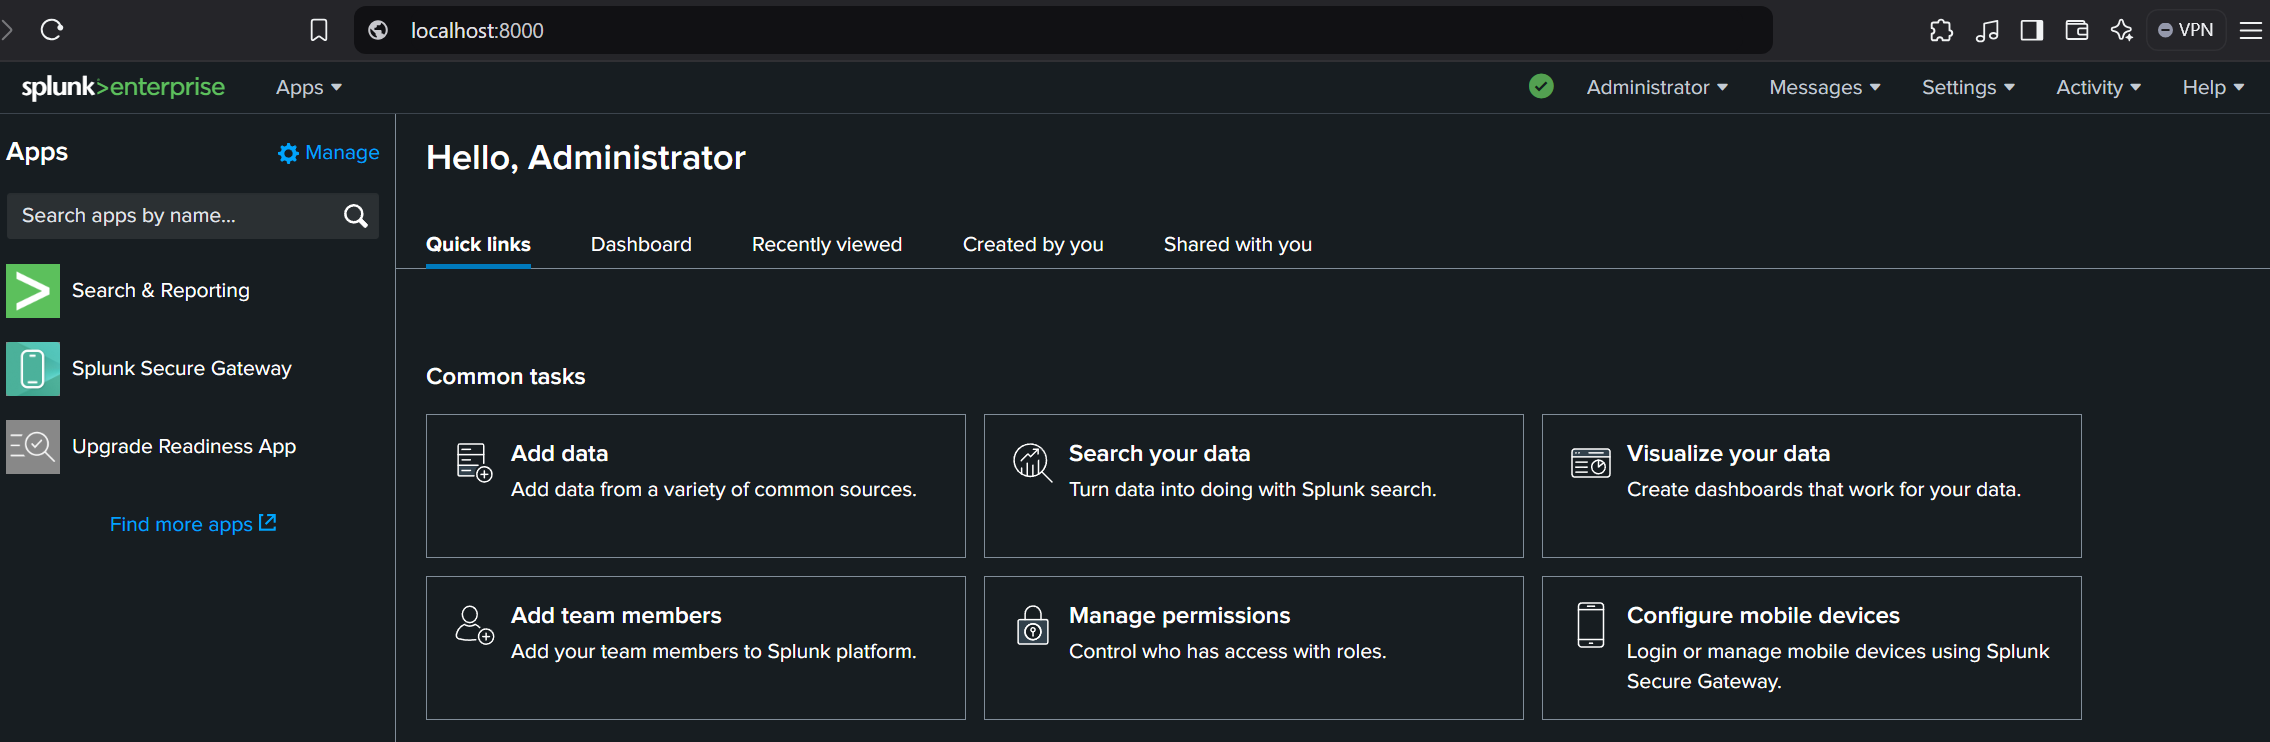 localhost:8000
VPN
splunk>enterprise
Apps
Administrator
Messages
Settings
Activity
Help
Apps
Manage
Search apps by name...
Search & Reporting
Splunk Secure Gateway
Upgrade Readiness App
Find more apps
Hello, Administrator
Quick links
Dashboard
Recently viewed
Created by you
Shared with you
Common tasks
Add data
Add data from a variety of common sources.
Search your data
Turn data into doing with Splunk search.
Visualize your data
Create dashboards that work for your data.
Add team members
Add your team members to Splunk platform.
Manage permissions
Control who has access with roles.
Configure mobile devices
Login or manage mobile devices using Splunk
Secure Gateway.